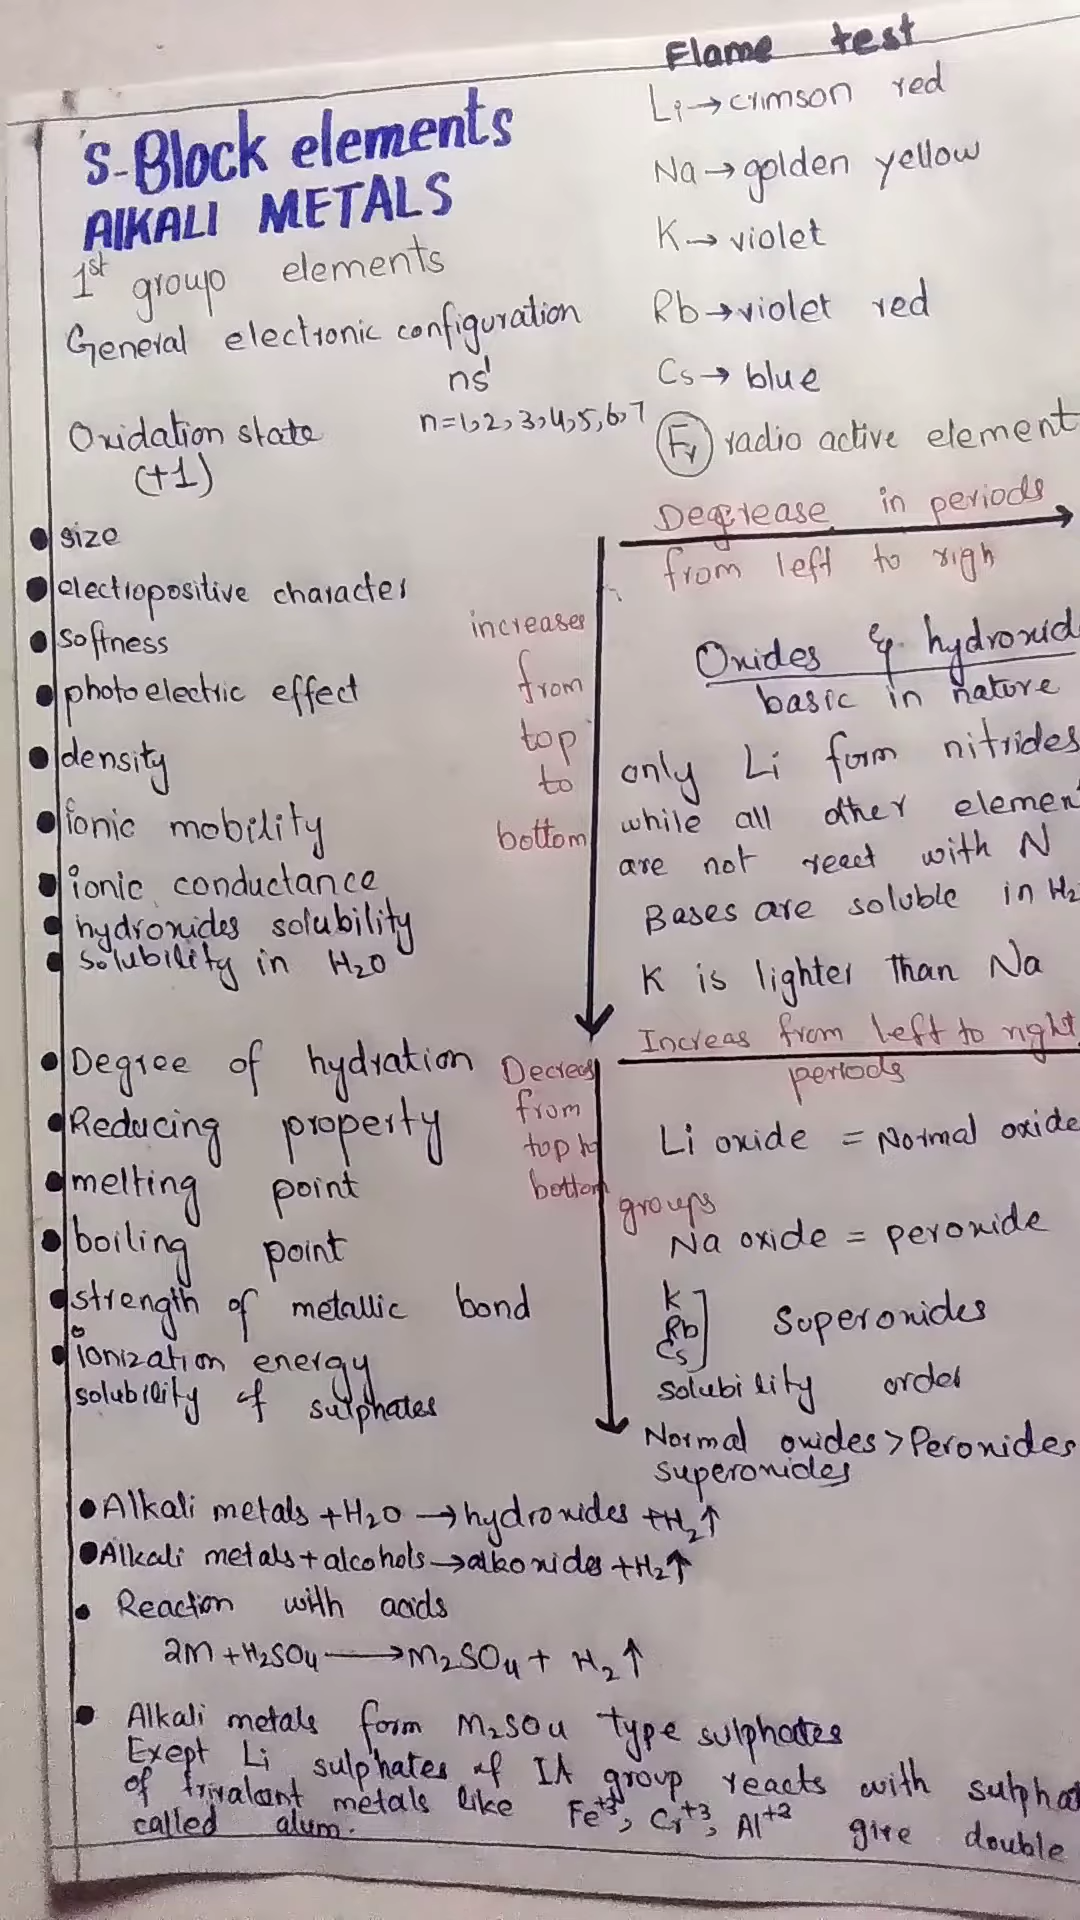 Flame test
Li→crimson red
Na→golden yellow
K→violet
Rb→violet red
Cs→blue
Fr radio active element
s-Block elements
AlKALI METALS
1st group elements
General electronic configuration
ns¹
n=1,2,3,4,5,6,7
Oxidation state
(+1)
• size
• electropositive character
• softness
• photoelectric effect
• density
• ionic mobility
• ionic conductance
• hydroxides solubility
• solubility in H2O
increases
from
top
to
bottom
Decrease in periods
from left to righ
Oxides & hydroxid
basic in nature
only Li form nitrides
while all other elemen
are not react with N
Bases are soluble in H2
K is lighter than Na
Increas from left to right
periods
• Degree of hydration
• Reducing property
• melting point
• boiling point
• strength of metallic bond
• ionization energy
solubility of sulphates
Decreas
from
top to
bottom
groups
Li oxide = Normal oxide
Na oxide = peroxide
K
Rb
Cs
] Superoxides
solubility order
Normal oxides>Peroxides
superoxides
• Alkali metals +H2O →hydroxides +H2↑
• Alkali metals+alcohols→alkoxides +H2↑
• Reaction with acids
2M +H2SO4 →M2SO4+ H2↑
• Alkali metals form M2SO4 type sulphates
Exept Li sulphates of IA group reacts with sulpha
of trivalent metals like Fe+3, Cr+3, Al+3 give double
called alum.